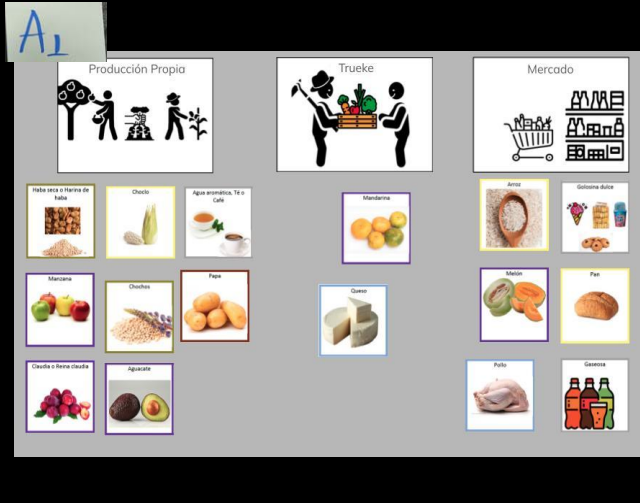 A1
Producción Propia
Trueke
Mercado
Haba seca o Harina de
haba
Choclo
Agua aromática, Té o
Café
Mandarina
Arroz
Golosina dulce
Manzana
Chochos
Papa
Queso
Melón
Pan
Claudia o Reina claudia
Aguacate
Pollo
Gaseosa